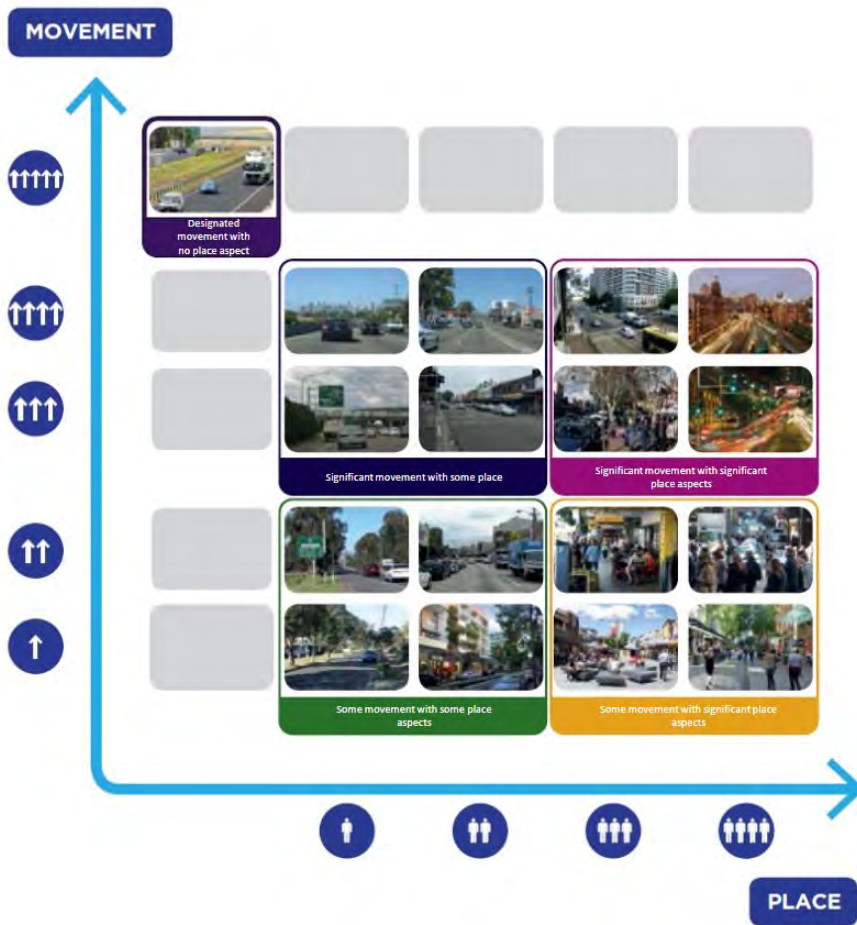 MOVEMENT
Designated
movement with
no place aspect
Significant movement with some place
Significant movement with significant
place aspects
Some movement with some place
aspects
Some movement with significant place
aspects
PLACE